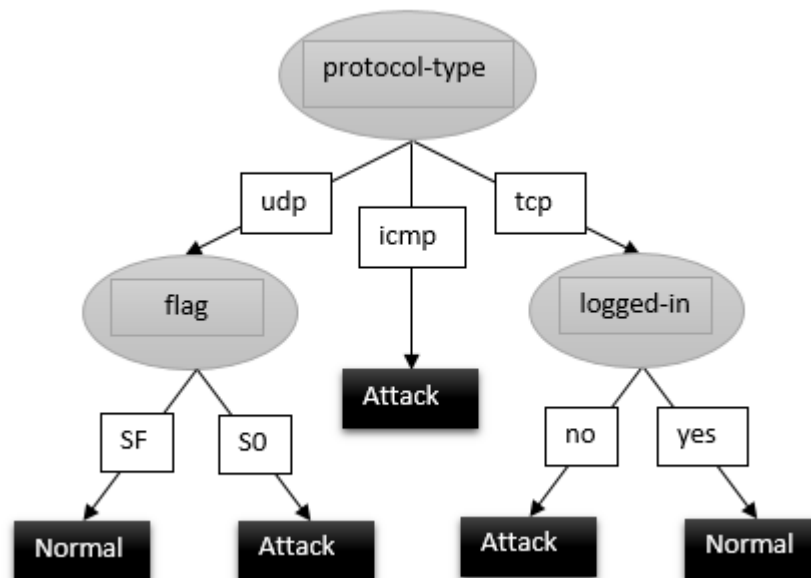 protocol-type
udp
icmp
tcp
flag
logged-in
Attack
SF
S0
no
yes
Normal
Attack
Attack
Normal